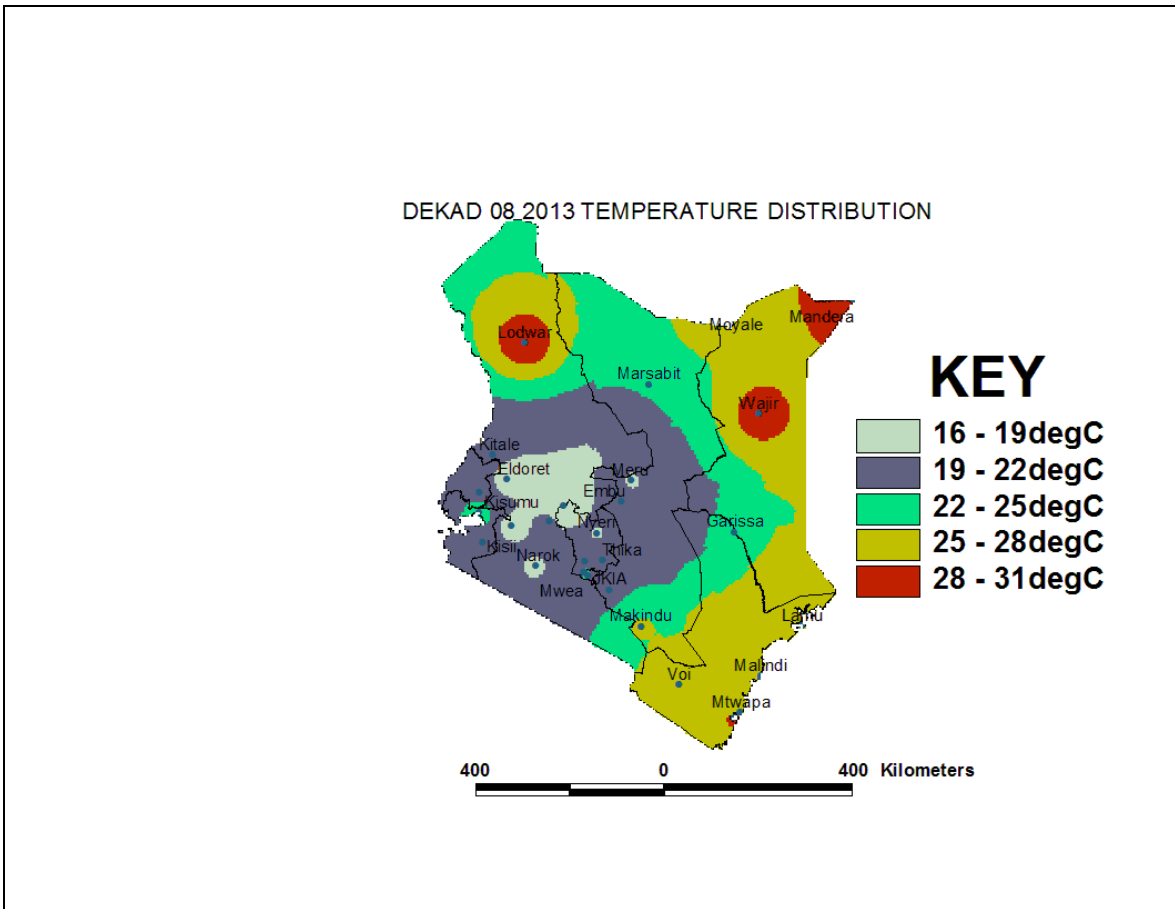 DEKAD 08 2013 TEMPERATURE DISTRIBUTION
Lodwar
Moyale
Mandera
Marsabit
Wajir
KEY
16 - 19degC
19 - 22degC
22 - 25degC
25 - 28degC
28 - 31degC
Kitale
Eldoret
Meru
Embu
Kisumu
Nyeri
Garissa
Kisii
Narok
Thika
JKIA
Mwea
Makindu
Lamu
Voi
Malindi
Mtwapa
400 0 400 Kilometers